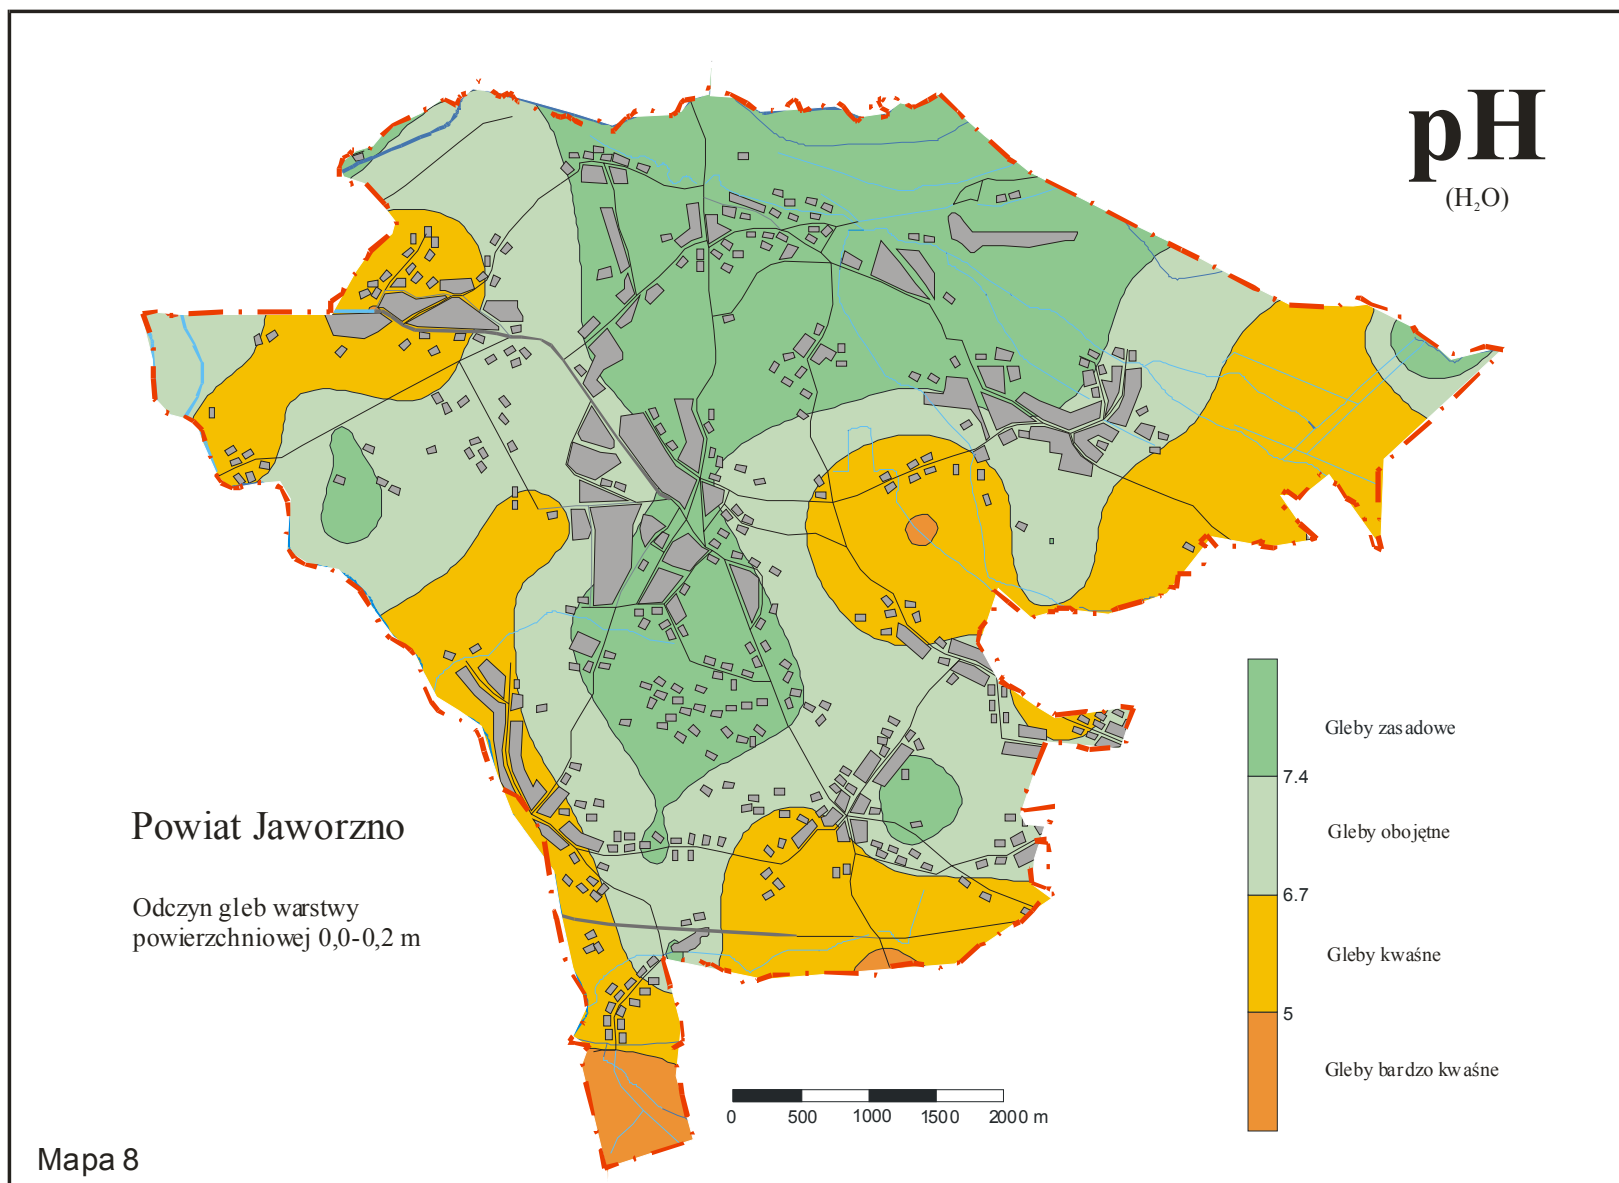 pH
(H₂O)
Powiat Jaworzno
Odczyn gleb warstwy
powierzchniowej 0,0-0,2 m
Gleby zasadowe
7.4
Gleby obojętne
6.7
Gleby kwaśne
5
Gleby bardzo kwaśne
0 500 1000 1500 2000 m
Mapa 8